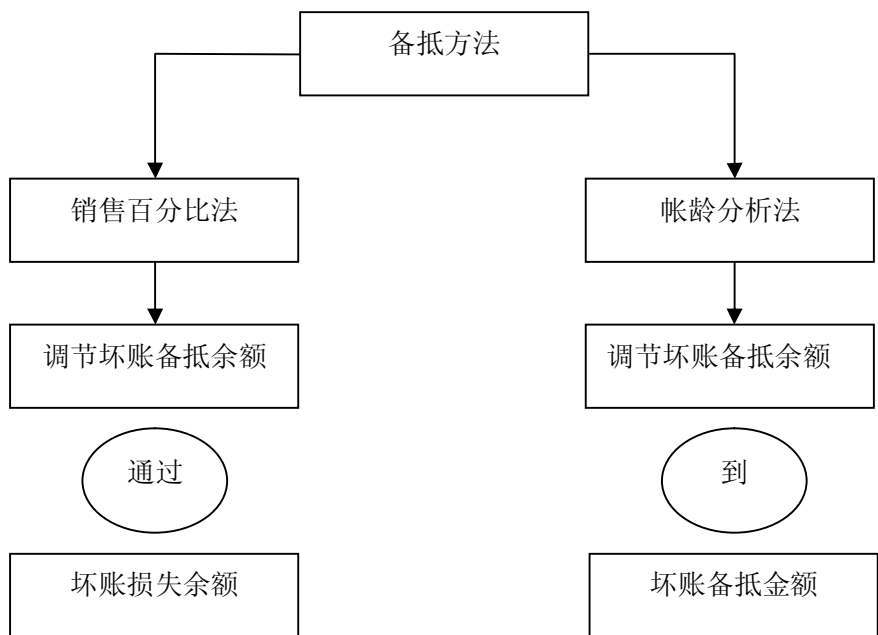 备抵方法
销售百分比法
帐龄分析法
调节坏账备抵余额
调节坏账备抵余额
通过
到
坏账损失余额
坏账备抵金额